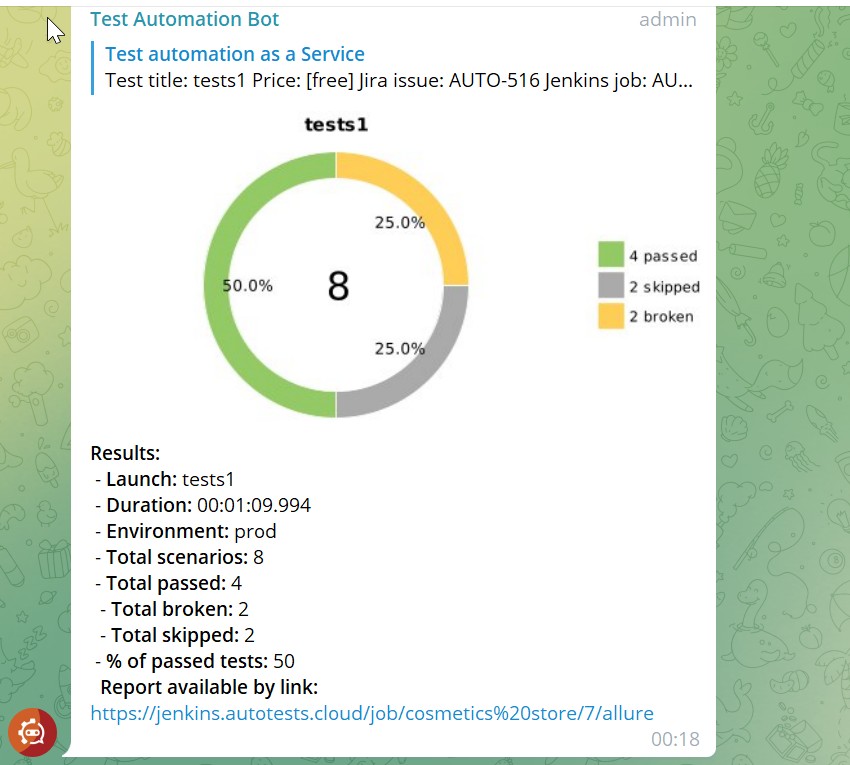 Test Automation Bot admin
Test automation as a Service
Test title: tests1 Price: [free] Jira issue: AUTO-516 Jenkins job: AU...
tests1
25.0%
50.0%
8
25.0%
4 passed
2 skipped
2 broken
Results:
- Launch: tests1
- Duration: 00:01:09.994
- Environment: prod
- Total scenarios: 8
- Total passed: 4
- Total broken: 2
- Total skipped: 2
- % of passed tests: 50
Report available by link:
https://jenkins.autotests.cloud/job/cosmetics%20store/7/allure
00:18